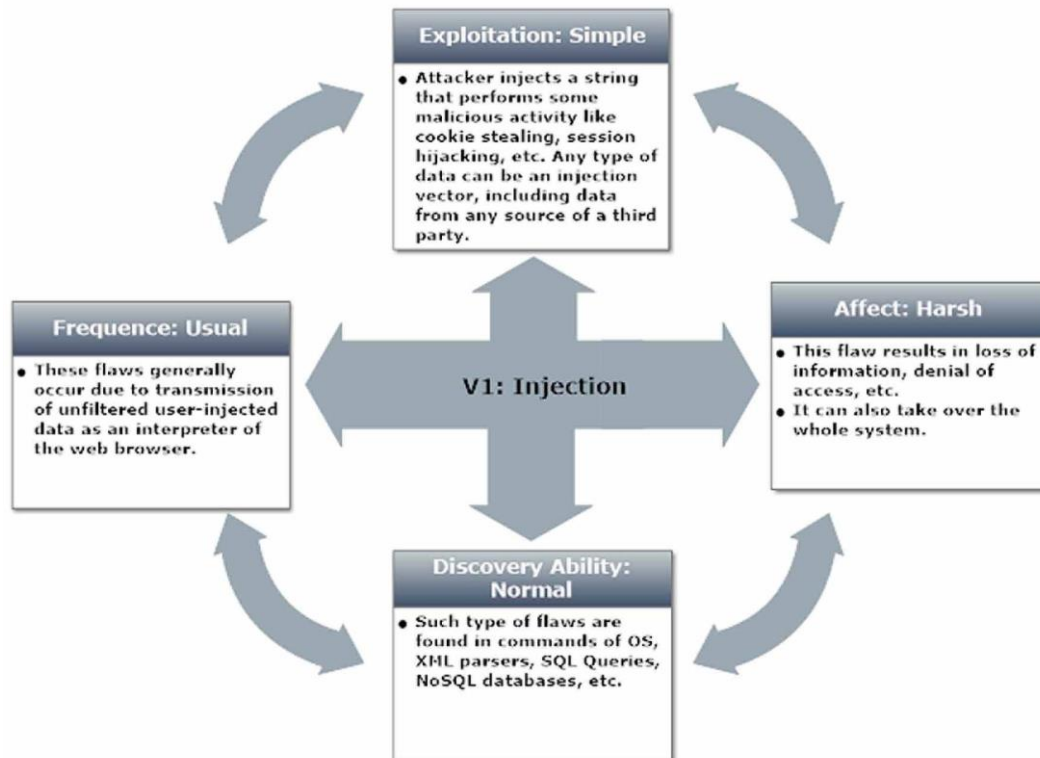 Exploitation: Simple
• Attacker injects a string
that performs some
malicious activity like
cookie stealing, session
hijacking, etc. Any type of
data can be an injection
vector, including data
from any source of a third
party.
Frequence: Usual
• These flaws generally
occur due to transmission
of unfiltered user-injected
data as an interpreter of
the web browser.
V1: Injection
Affect: Harsh
• This flaw results in loss of
information, denial of
access, etc.
• It can also take over the
whole system.
Discovery Ability:
Normal
• Such type of flaws are
found in commands of OS,
XML parsers, SQL Queries,
NoSQL databases, etc.